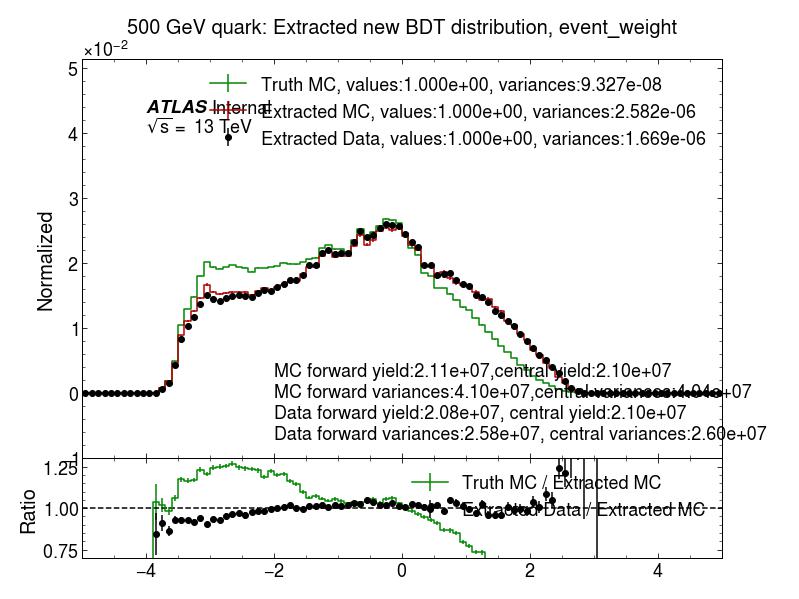 500 GeV quark: Extracted new BDT distribution, event_weight
×10⁻²
Truth MC, values:1.000e+00, variances:9.327e-08
ATLAS Internal
Extracted MC, values:1.000e+00, variances:2.582e-06
√s = 13 TeV
Extracted Data, values:1.000e+00, variances:1.669e-06
5
4
3
2
1
0
1
Normalized
MC forward yield:2.11e+07,central yield:2.10e+07
MC forward variances:4.10e+07,central variances:4.04e+07
Data forward yield:2.08e+07, central yield:2.10e+07
Data forward variances:2.58e+07, central variances:2.60e+07
1.25
1.00
0.75
Ratio
Truth MC / Extracted MC
Extracted Data / Extracted MC
−4 −2 0 2 4